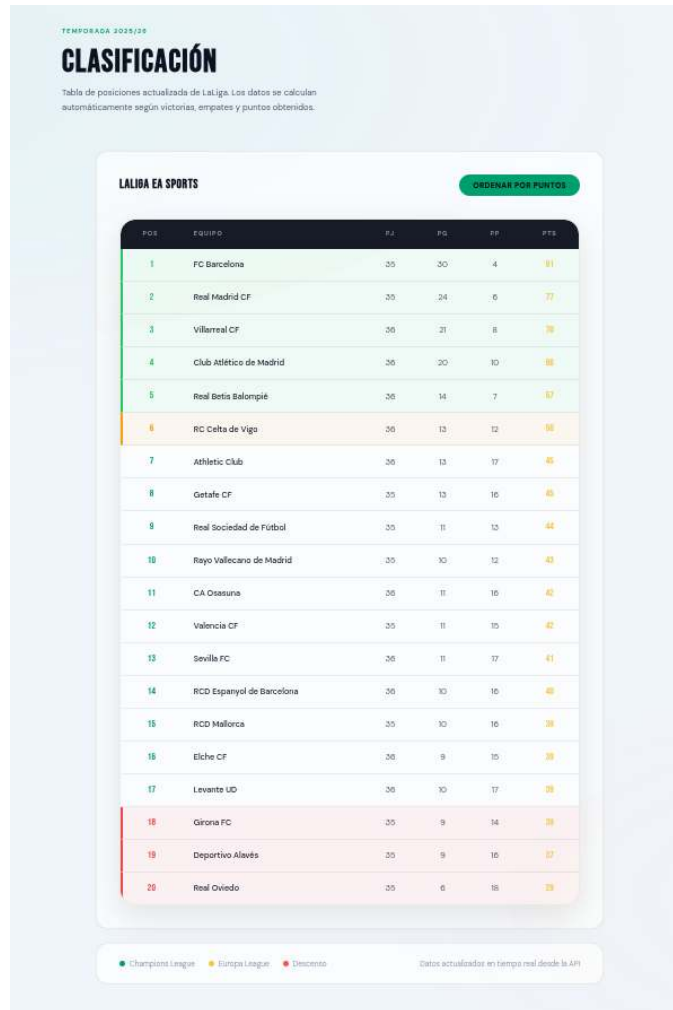 TEMPORADA 2025/26
CLASIFICACIÓN
Tabla de posiciones actualizada de LaLiga. Los datos se calculan
automáticamente según victorias, empates y puntos obtenidos.
LALIGA EA SPORTS
ORDENAR POR PUNTOS
POS EQUIPO PJ PG PP PTS
1 FC Barcelona 35 30 4 91
2 Real Madrid CF 35 24 6 77
3 Villarreal CF 36 21 8
4 Club Atlético de Madrid 36 20 10
5 Real Betis Balompié 36 14 7 57
6 RC Celta de Vigo 36 13 12 50
7 Athletic Club 36 13 17
8 Getafe CF 35 13 16 45
9 Real Sociedad de Fútbol 35 11 13 44
10 Rayo Vallecano de Madrid 35 10 12 43
11 CA Osasuna 36 11 16 42
12 Valencia CF 35 11 15 42
13 Sevilla FC 36 11 17 41
14 RCD Espanyol de Barcelona 36 10 16 40
15 RCD Mallorca 35 10 16
16 Elche CF 36 9 15 39
17 Levante UD 36 10 17 39
18 Girona FC 35 9 14
19 Deportivo Alavés 35 9 16 37
20 Real Oviedo 35 6 18 29
Champions League Europa League Descenso Datos actualizados en tiempo real desde la API